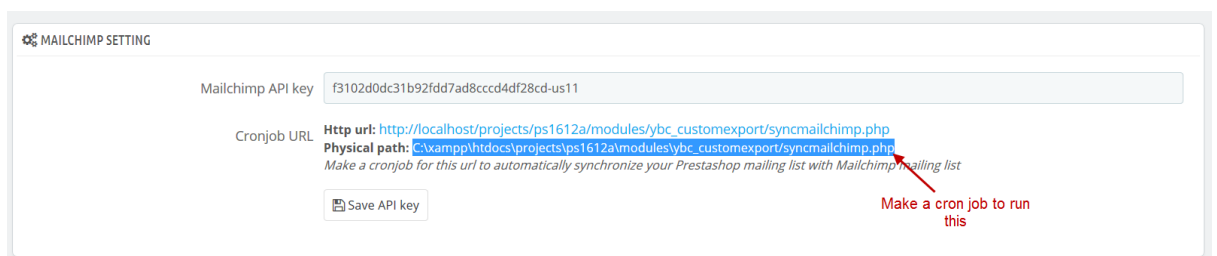 MAILCHIMP SETTING
Mailchimp API key f3102d0dc31b92fdd7ad8cccd4df28cd-us11
Cronjob URL Http url: http://localhost/projects/ps1612a/modules/ybc_customexport/syncmailchimp.php
Physical path: C:\xampp\htdocs\projects\ps1612a\modules\ybc_customexport/syncmailchimp.php
Make a cronjob for this url to automatically synchronize your Prestashop mailing list with Mailchimp mailing list
Save API key
Make a cron job to run
this